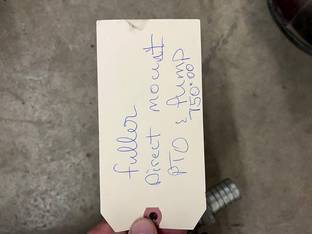 fuller
Direct mount
PTO & Pump
750.00